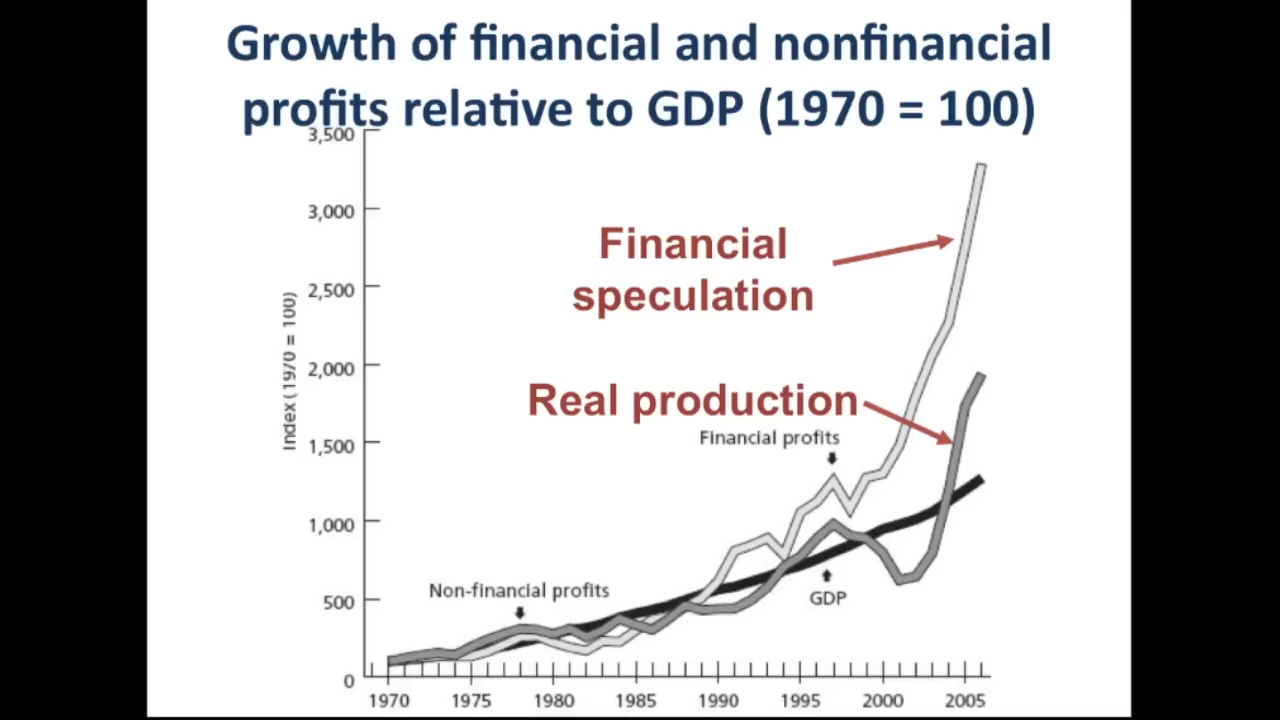 Growth of financial and nonfinancial
profits relative to GDP (1970 = 100)
3,500
3,000
2,500
2,000
1,500
1,000
500
0
Index (1970 = 100)
Financial
speculation
Real production
Financial profits
Non-financial profits
GDP
1970 1975 1980 1985 1990 1995 2000 2005